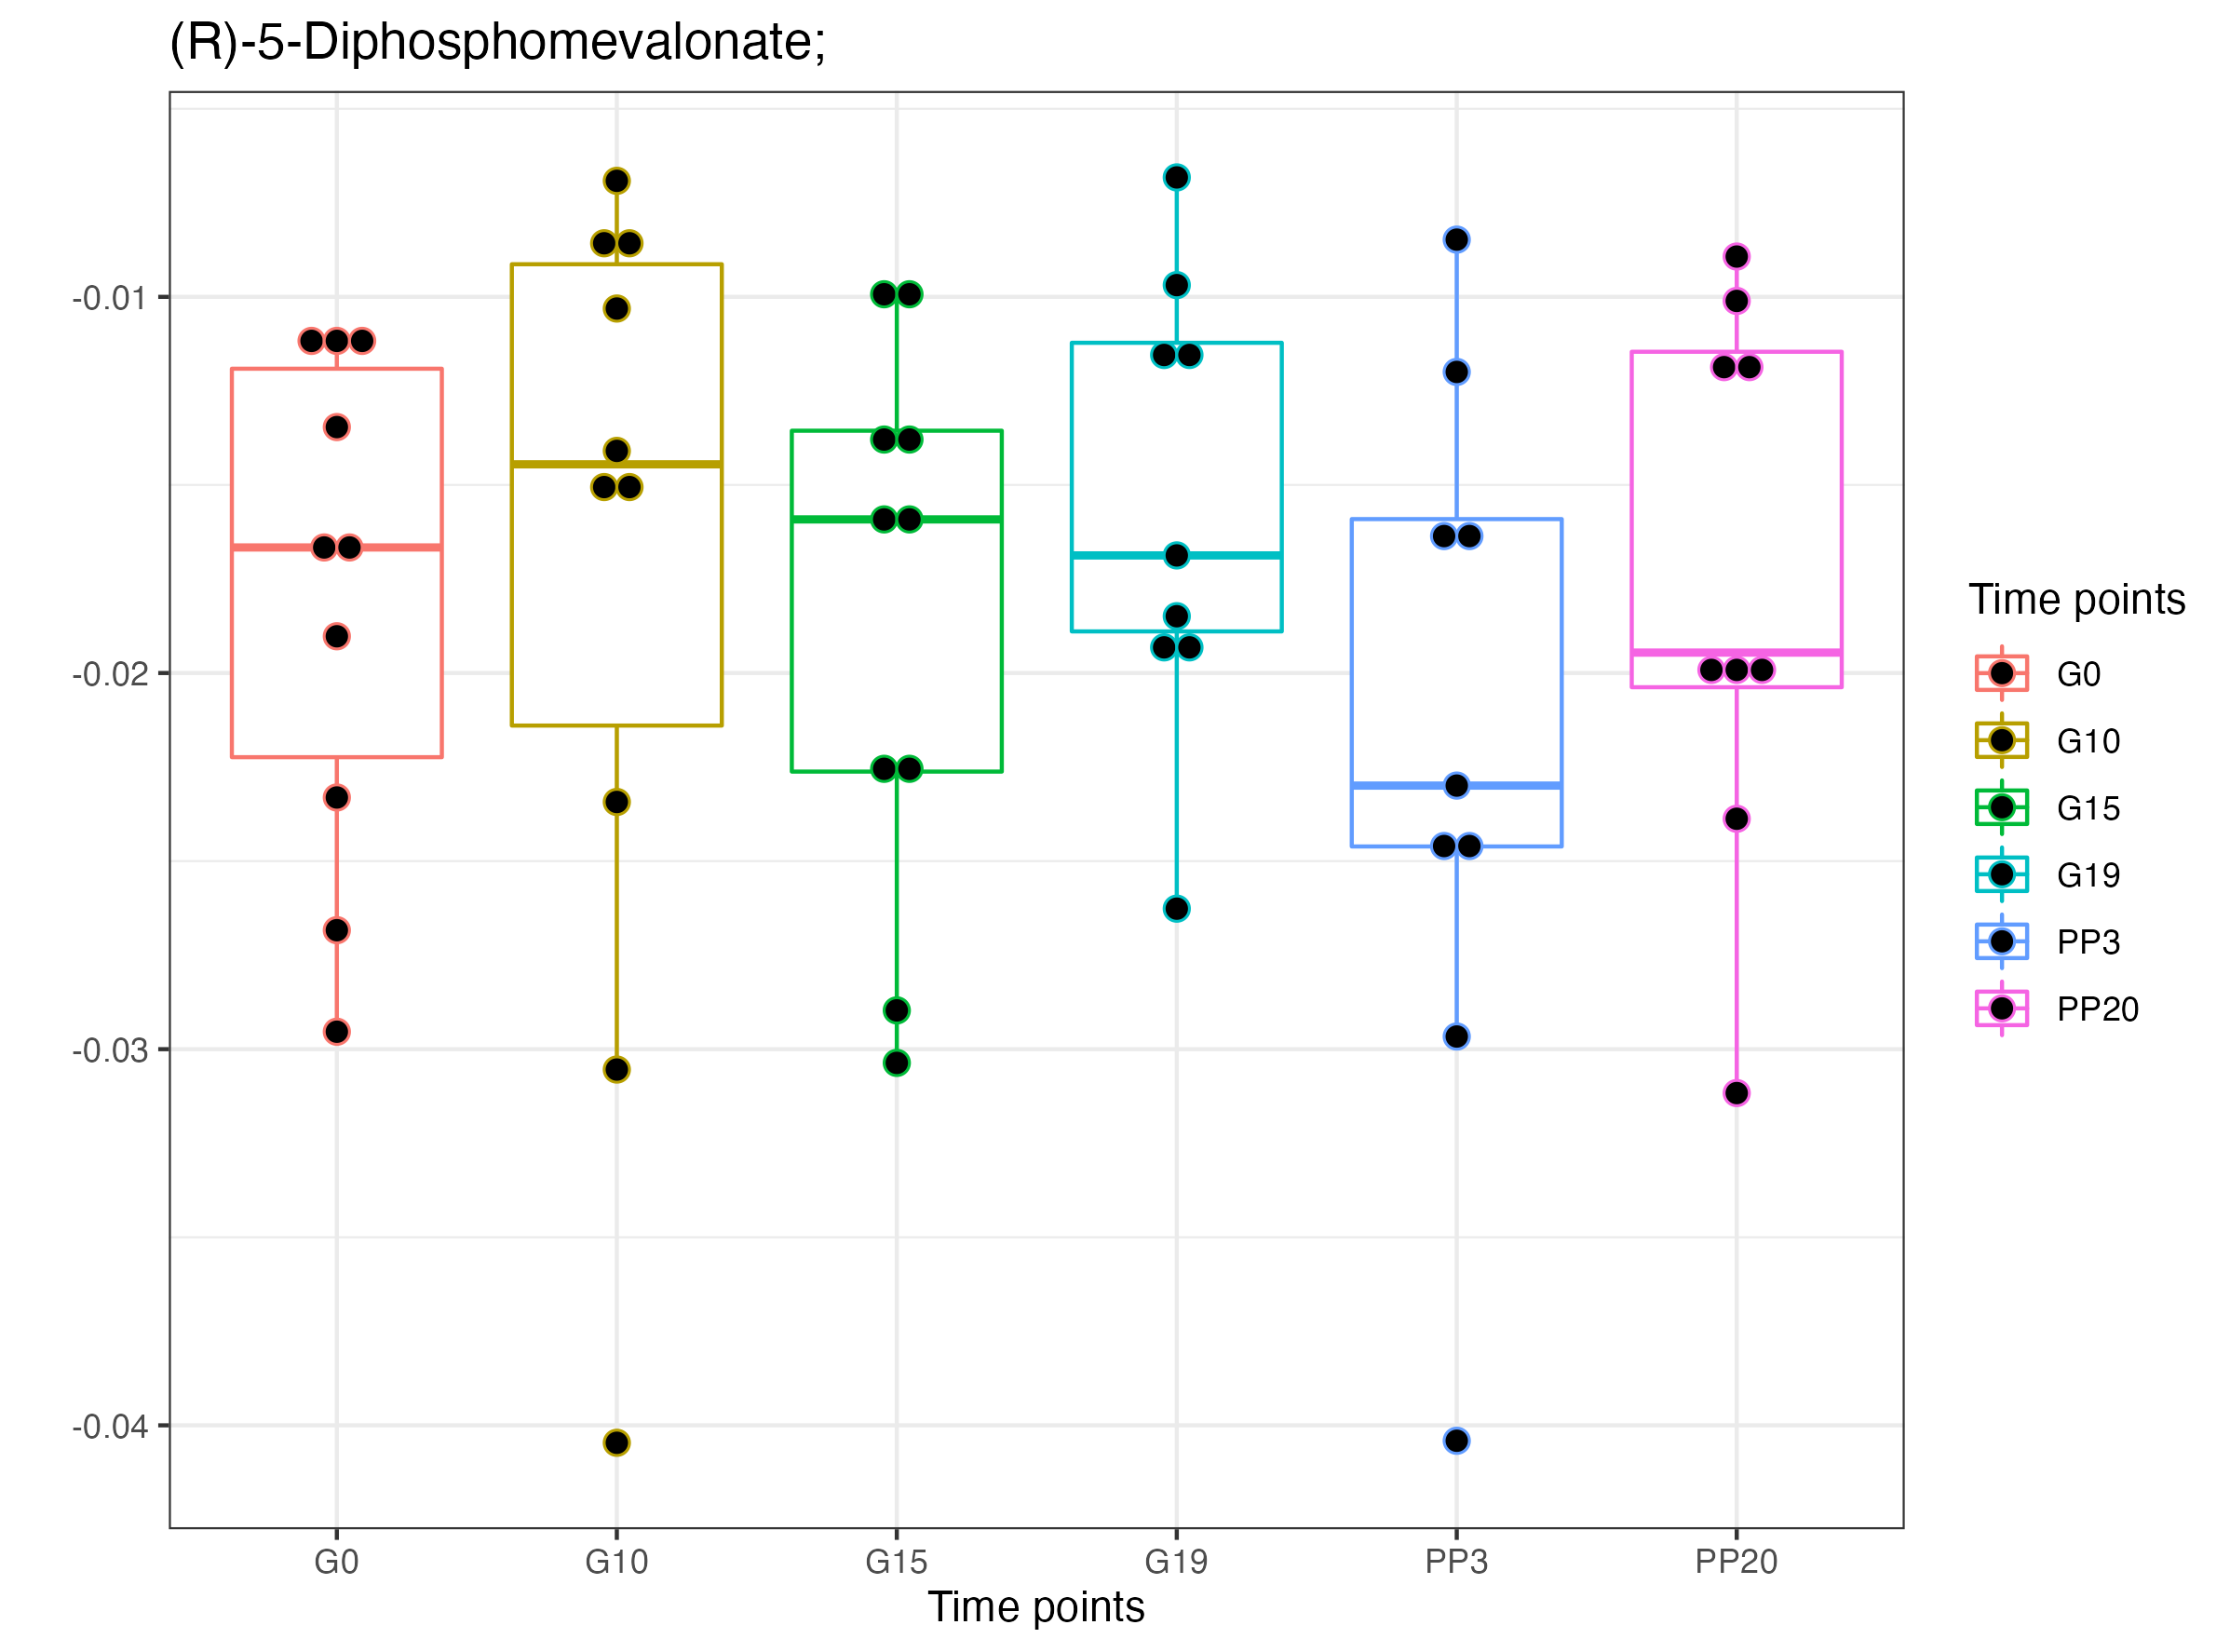 (R)-5-Diphosphomevalonate;
-0.01
-0.02
-0.03
-0.04
G0 G10 G15 G19 PP3 PP20
Time points
Time points
G0
G10
G15
G19
PP3
PP20